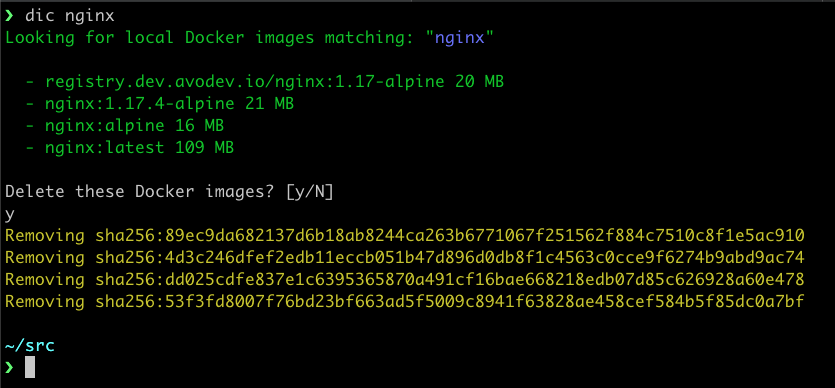 ❯ dic nginx
Looking for local Docker images matching: "nginx"
- registry.dev.avodev.io/nginx:1.17-alpine 20 MB
- nginx:1.17.4-alpine 21 MB
- nginx:alpine 16 MB
- nginx:latest 109 MB
Delete these Docker images? [y/N]
y
Removing sha256:89ec9da682137d6b18ab8244ca263b6771067f251562f884c7510c8f1e5ac910
Removing sha256:4d3c246dfef2edb11eccb051b47d896d0db8f1c4563c0cce9f6274b9abd9ac74
Removing sha256:dd025cdfe837e1c6395365870a491cf16bae668218edb07d85c626928a60e478
Removing sha256:53f3fd8007f76bd23bf663ad5f5009c8941f63828ae458cef584b5f85dc0a7bf
~/src
❯